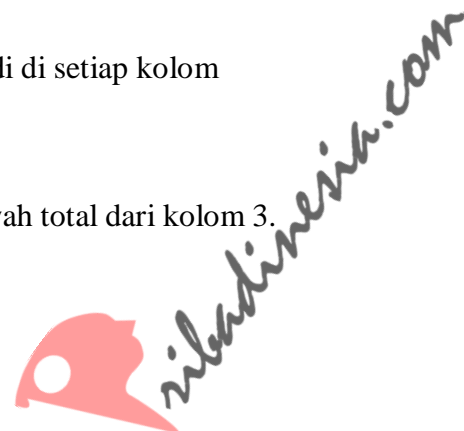 di di setiap kolom
ah total dari kolom 3.
ribadinesia.com